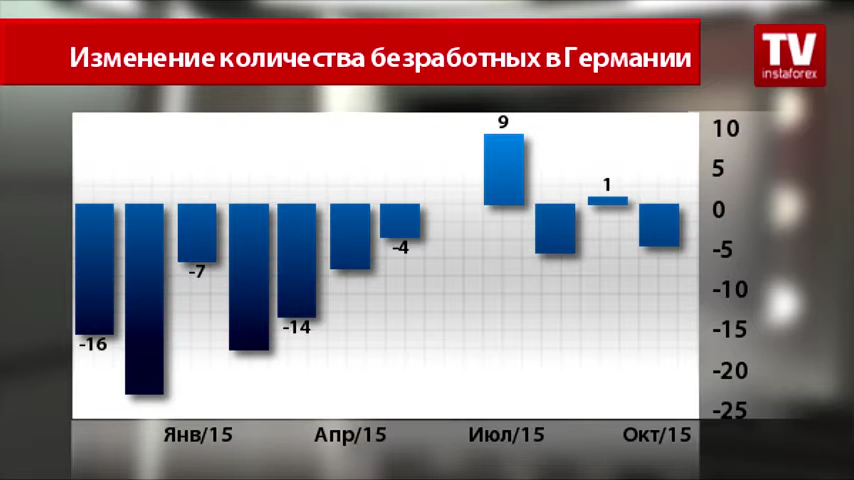 Изменение количества безработных в Германии
TV
instaforex
9
1
-7
-4
-14
-16
10
5
0
-5
-10
-15
-20
-25
Янв/15
Апр/15
Июл/15
Окт/15